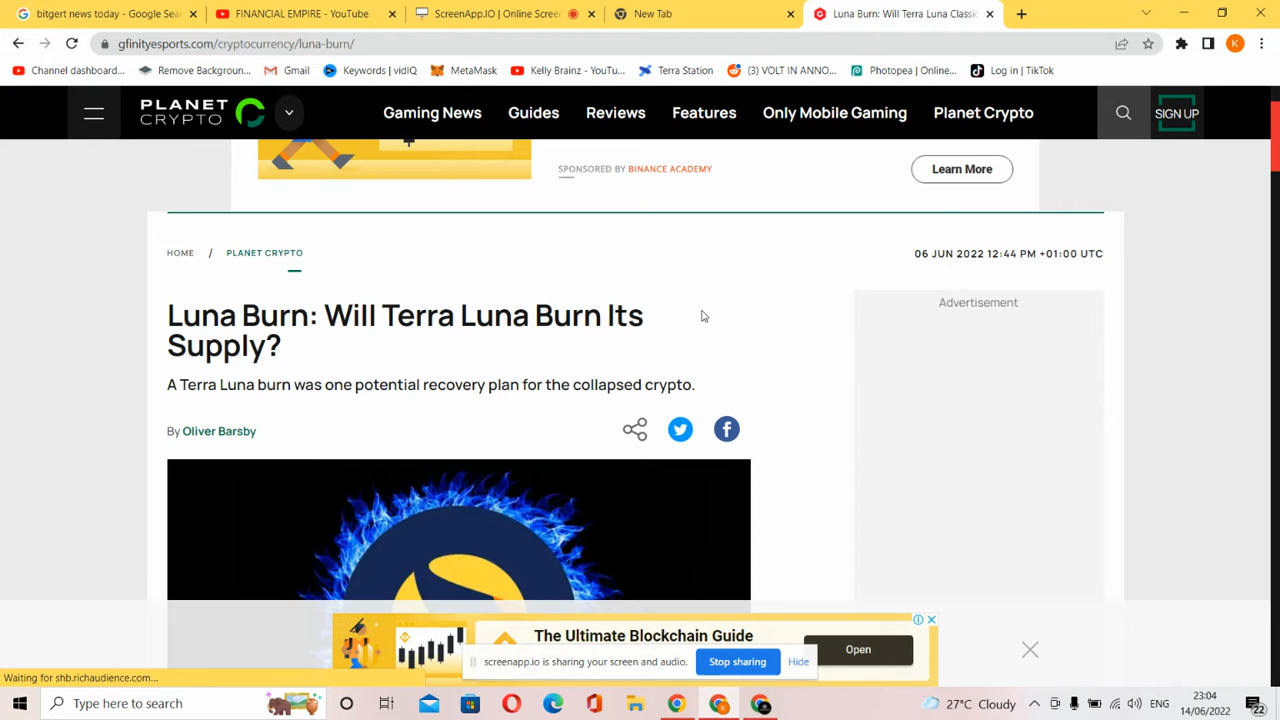 bitgert news today - Google Sear
FINANCIAL EMPIRE - YouTube
ScreenApp.IO | Online Screen
New Tab
Luna Burn: Will Terra Luna Classic
gfinityesports.com/cryptocurrency/luna-burn/
K
Channel dashboard...
Remove Backgroun...
Gmail
Keywords | vidIQ
MetaMask
Kelly Brainz - YouTu...
Terra Station
(3) VOLT IN ANNO...
Photopea | Online...
Log in | TikTok
PLANET CRYPTO
Gaming News
Guides
Reviews
Features
Only Mobile Gaming
Planet Crypto
SIGN UP
SPONSORED BY BINANCE ACADEMY
Learn More
HOME / PLANET CRYPTO
06 JUN 2022 12:44 PM +01:00 UTC
Luna Burn: Will Terra Luna Burn Its
Supply?
A Terra Luna burn was one potential recovery plan for the collapsed crypto.
By Oliver Barsby
Advertisement
The Ultimate Blockchain Guide
Open
screenapp.io is sharing your screen and audio.
Stop sharing
Hide
Waiting for shb.richaudience.com...
Type here to search
27°C Cloudy
23:04
14/06/2022
22